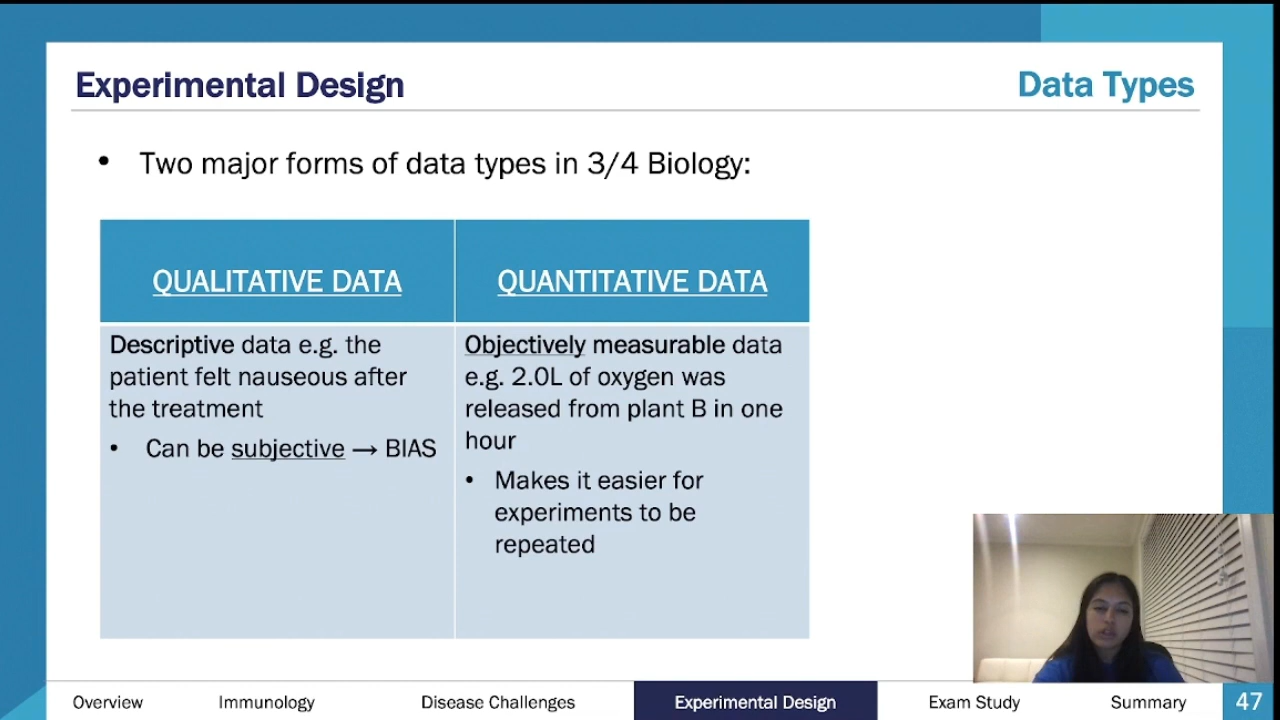 Experimental Design
Data Types
• Two major forms of data types in 3/4 Biology:
QUALITATIVE DATA
QUANTITATIVE DATA
Descriptive data e.g. the
patient felt nauseous after
the treatment
• Can be subjective → BIAS
Objectively measurable data
e.g. 2.0L of oxygen was
released from plant B in one
hour
• Makes it easier for
experiments to be
repeated
Overview
Immunology
Disease Challenges
Experimental Design
Exam Study
Summary
47